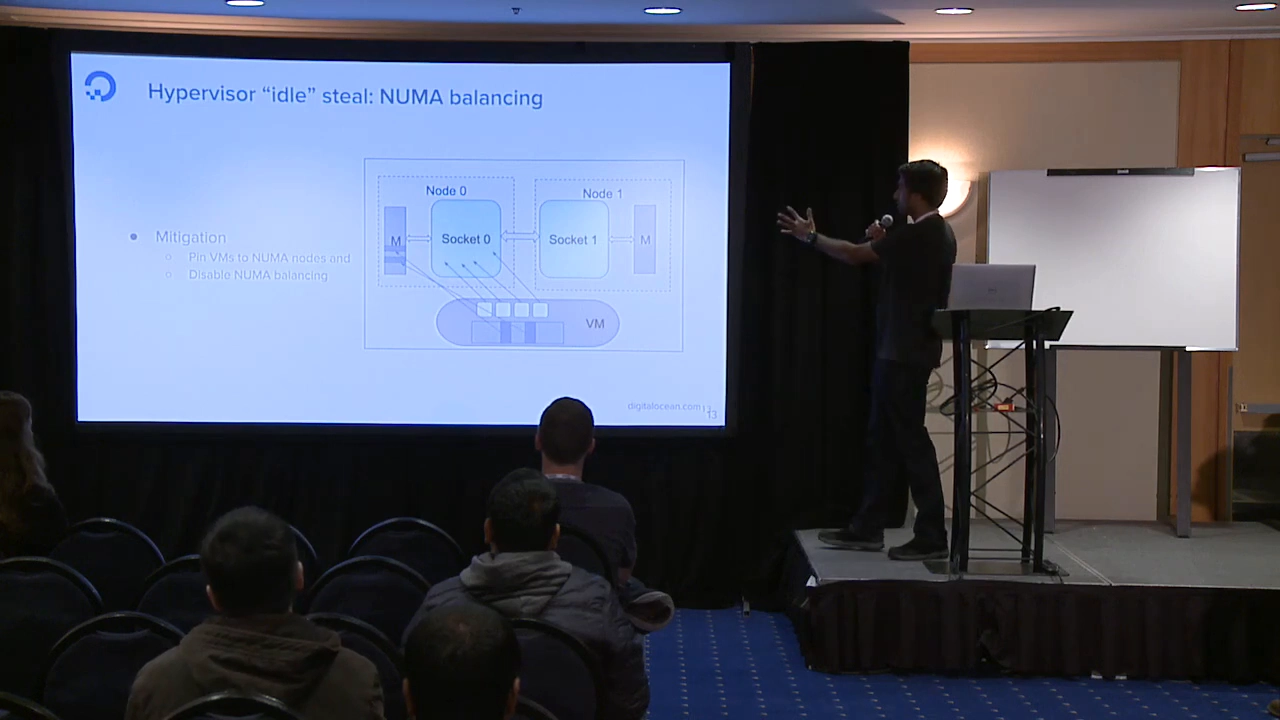 Hypervisor “idle” steal: NUMA balancing
Mitigation
Pin VMs to NUMA nodes and
Disable NUMA balancing
Node 0
Node 1
M
Socket 0
Socket 1
M
VM
digitalocean.com
13